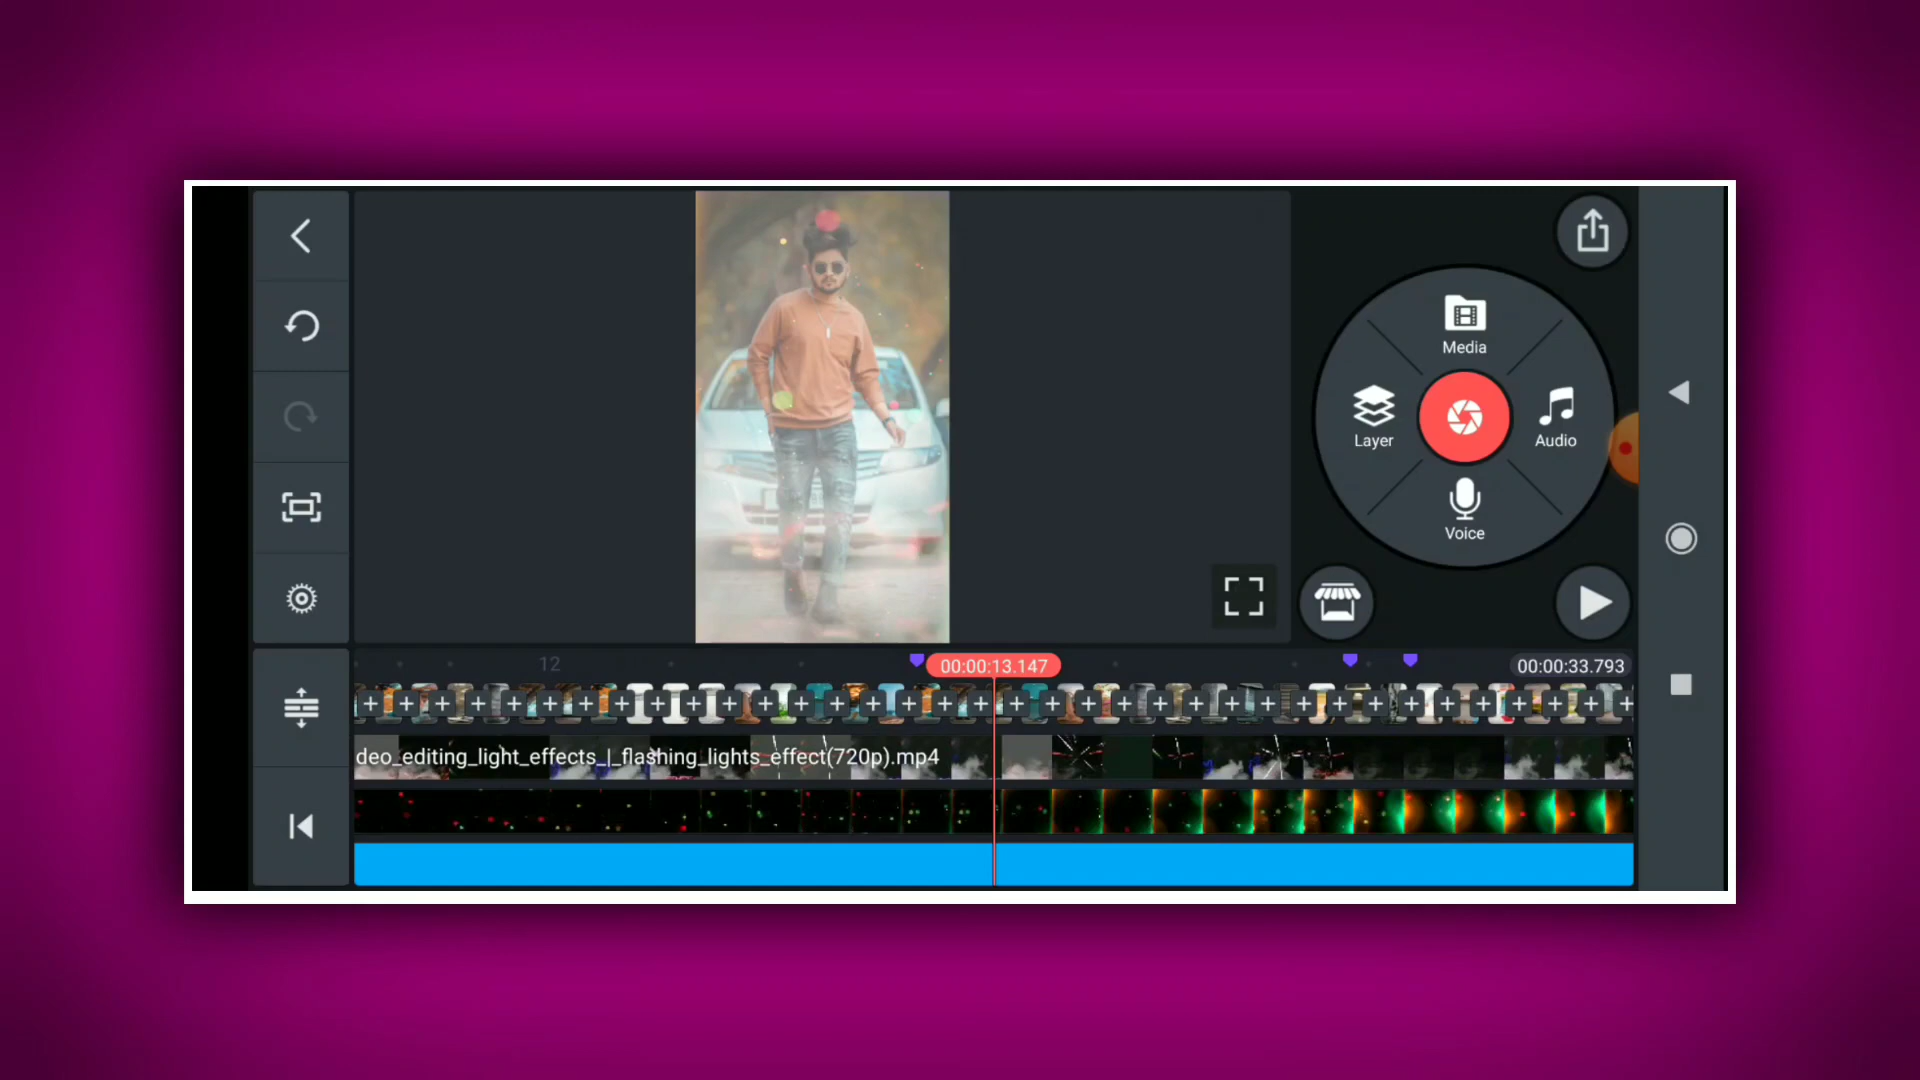 Media
Layer
Audio
Voice
12
00:00:13.147
00:00:33.793
deo_editing_light_effects_|_flashing_lights_effect(720p).mp4